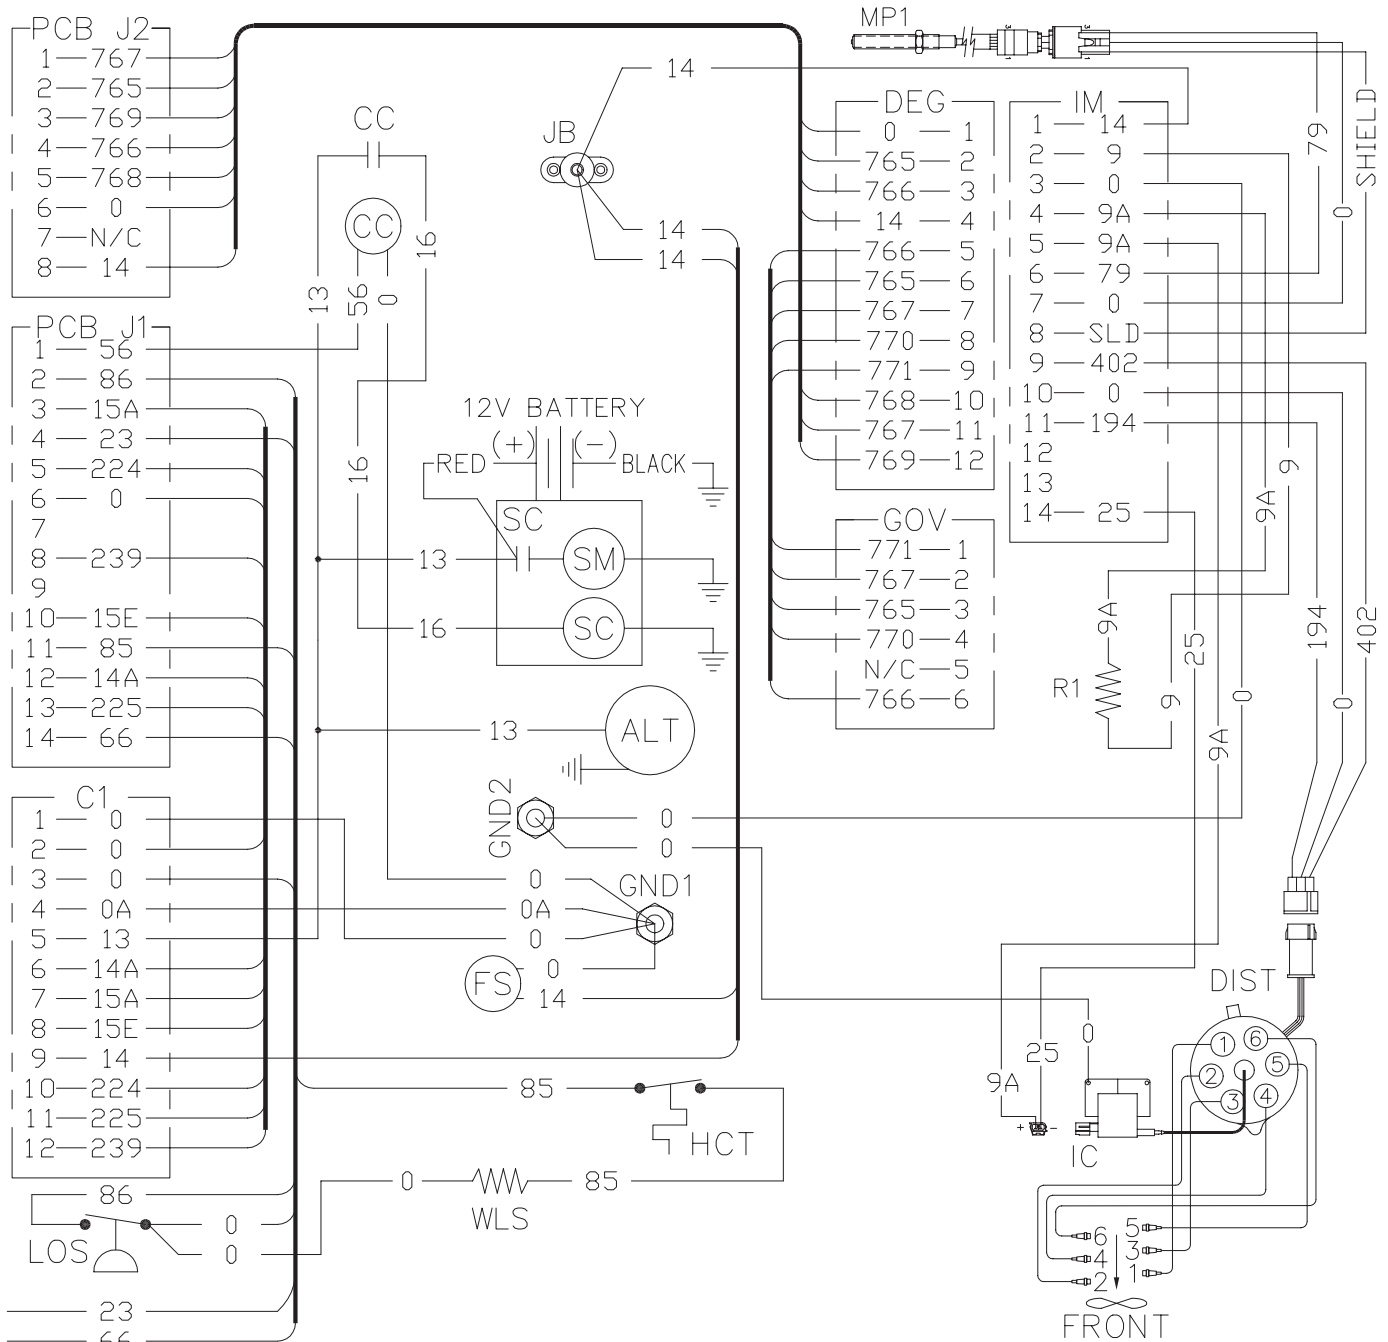 PCB J2
1 767
2 765
3 769
4 766
5 768
6 0
7 N/C
8 14
PCB J1
1 56
2 86
3 15A
4 23
5 224
6 0
7
8 239
9
10 15E
11 85
12 14A
13 225
14 66
C1
1 0
2 0
3 0
4 0A
5 13
6 14A
7 15A
8 15E
9 14
10 224
11 225
12 239
86
0
0
LOS
23
66
CC
CC
13
56
0
16
16
JB
14
14
14
12V BATTERY
(+) (-)
RED BLACK
SC
13 SM
16 SC
13 ALT
GND2
0
0
0
GND1
0A
0
FS 0
14
85
HCT
0
85
WLS
MP1
3
1
3
1
DEG
0 1
765 2
766 3
14 4
766 5
765 6
767 7
770 8
771 9
768 10
767 11
769 12
GOV
771 1
767 2
765 3
770 4
N/C 5
766 6
IM
1 14
2 9
3 0
4 9A
5 9A
6 79
7 0
8 SLD
9 402
10 0
11 194
12
13
14 25
79
0
SHIELD
9
9A
9A
R1
9
25
9A
0
194
0
402
DIST
1
6
2
5
3
4
0
25
9A
+ -
IC
6 5
4 3
2 1
FRONT